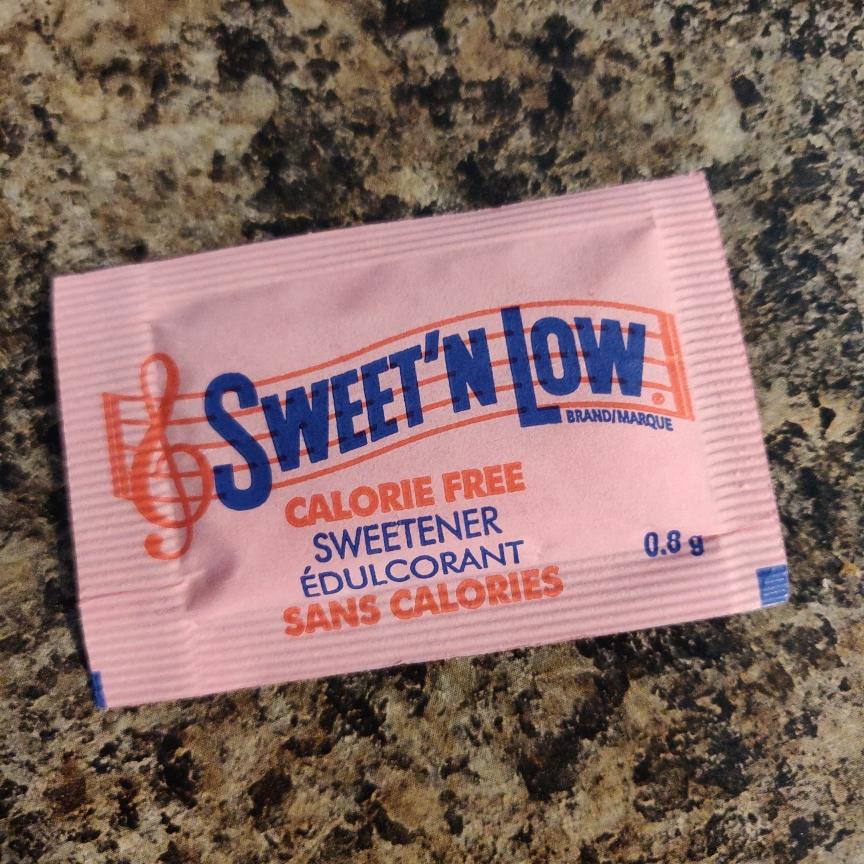 SWEET'N LOW
®
BRAND/MARQUE
CALORIE FREE
SWEETENER
ÉDULCORANT
SANS CALORIES
0.8 g